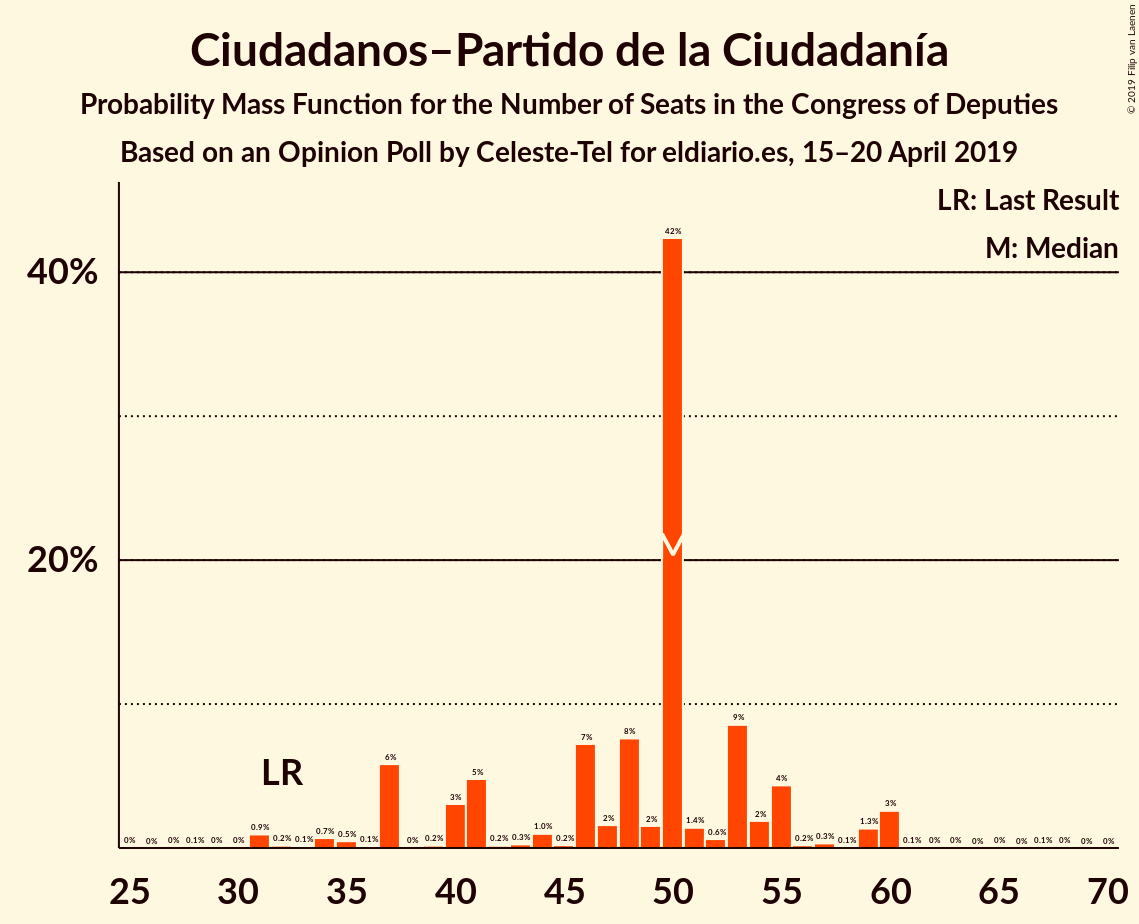 Ciudadanos–Partido de la Ciudadanía
Probability Mass Function for the Number of Seats in the Congress of Deputies
Based on an Opinion Poll by Celeste-Tel for eldiario.es, 15–20 April 2019
© 2019 Filip van Laenen
LR: Last Result
M: Median
40%
20%
42%
LR
0% 0% 0% 0.1% 0% 0% 0.9% 0.2% 0.1% 0.7% 0.5% 0.1% 6% 0% 0.2% 3% 5% 0.2% 0.3% 1.0% 0.2% 7% 2% 8% 2% 1.4% 0.6% 9% 2% 4% 0.2% 0.3% 0.1% 1.3% 3% 0.1% 0% 0% 0% 0% 0% 0.1% 0% 0% 0%
25 30 35 40 45 50 55 60 65 70